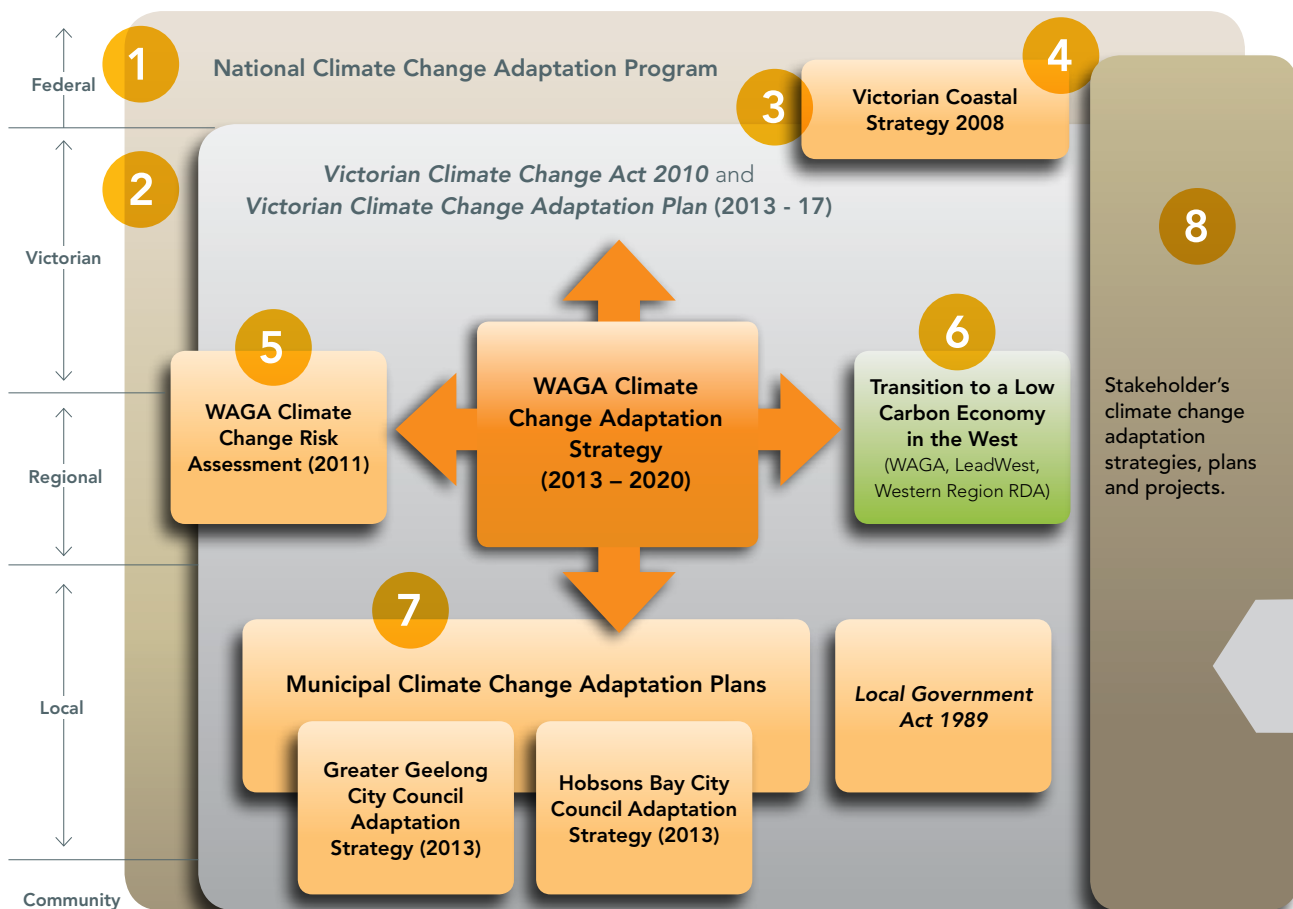 Federal
1
National Climate Change Adaptation Program
4
3
Victorian Coastal
Strategy 2008
Victorian
2
Victorian Climate Change Act 2010 and
Victorian Climate Change Adaptation Plan (2013 - 17)
8
5
WAGA Climate
Change Risk
Assessment (2011)
WAGA Climate
Change Adaptation
Strategy
(2013 – 2020)
6
Transition to a Low
Carbon Economy
in the West
(WAGA, LeadWest,
Western Region RDA)
Stakeholder’s
climate change
adaptation
strategies, plans
and projects.
Regional
7
Municipal Climate Change Adaptation Plans
Local Government
Act 1989
Local
Greater Geelong
City Council
Adaptation
Strategy (2013)
Hobsons Bay City
Council Adaptation
Strategy (2013)
Community